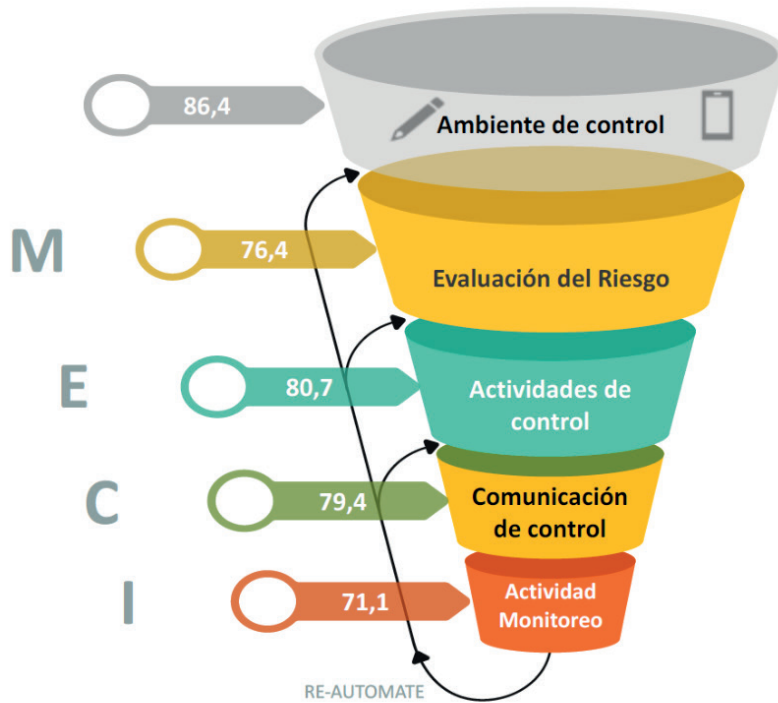 86,4
Ambiente de control
M
76,4
Evaluación del Riesgo
E
80,7
Actividades de
control
C
79,4
Comunicación
de control
I
71,1
Actividad
Monitoreo
RE-AUTOMATE